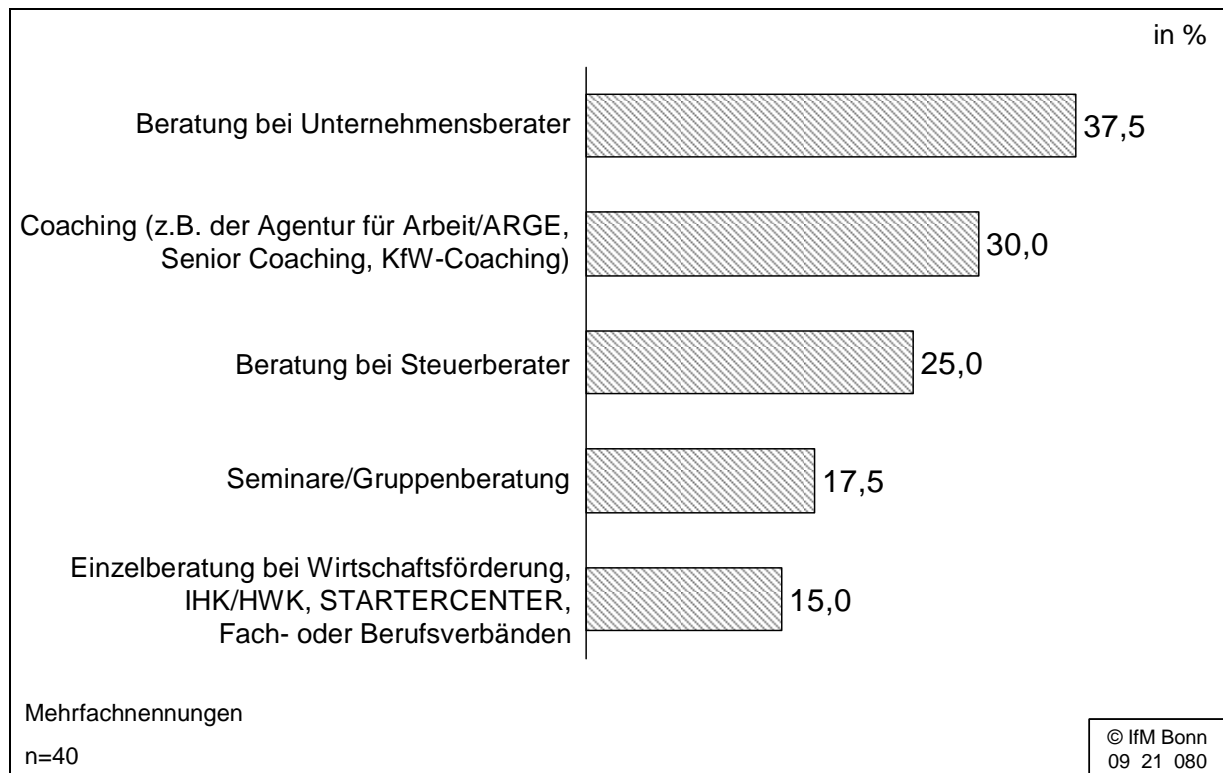 in %
Beratung bei Unternehmensberater
37,5
Coaching (z.B. der Agentur für Arbeit/ARGE,
Senior Coaching, KfW-Coaching)
30,0
Beratung bei Steuerberater
25,0
Seminare/Gruppenberatung
17,5
Einzelberatung bei Wirtschaftsförderung,
IHK/HWK, STARTERCENTER,
Fach- oder Berufsverbänden
15,0
Mehrfachnennungen
n=40
© IfM Bonn
09 21 080